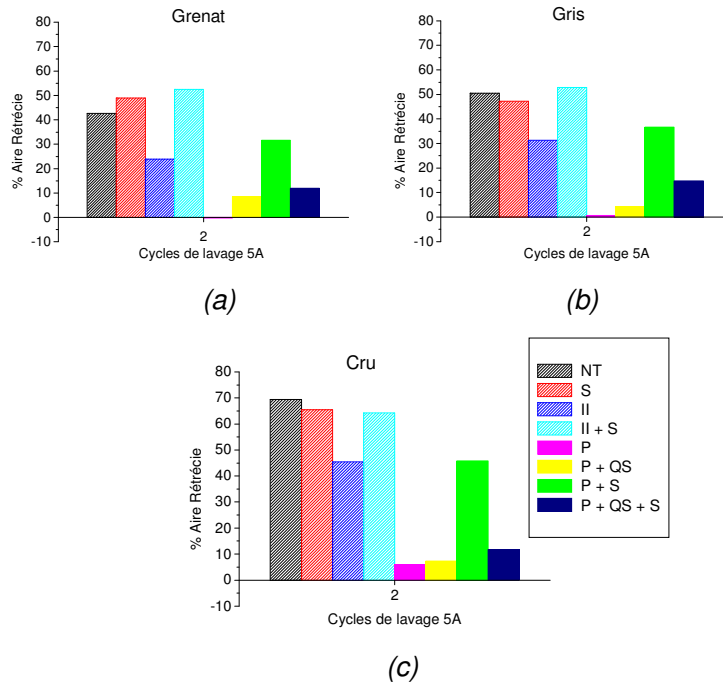 Grenat
80
70
60
50
40
30
20
10
0
-10
% Aire Rétrécie
2
Cycles de lavage 5A
(a)
Gris
80
70
60
50
40
30
20
10
0
-10
% Aire Rétrécie
2
Cycles de lavage 5A
(b)
Cru
80
70
60
50
40
30
20
10
0
-10
% Aire Rétrécie
2
Cycles de lavage 5A
(c)
NT
S
II
II + S
P
P + QS
P + S
P + QS + S